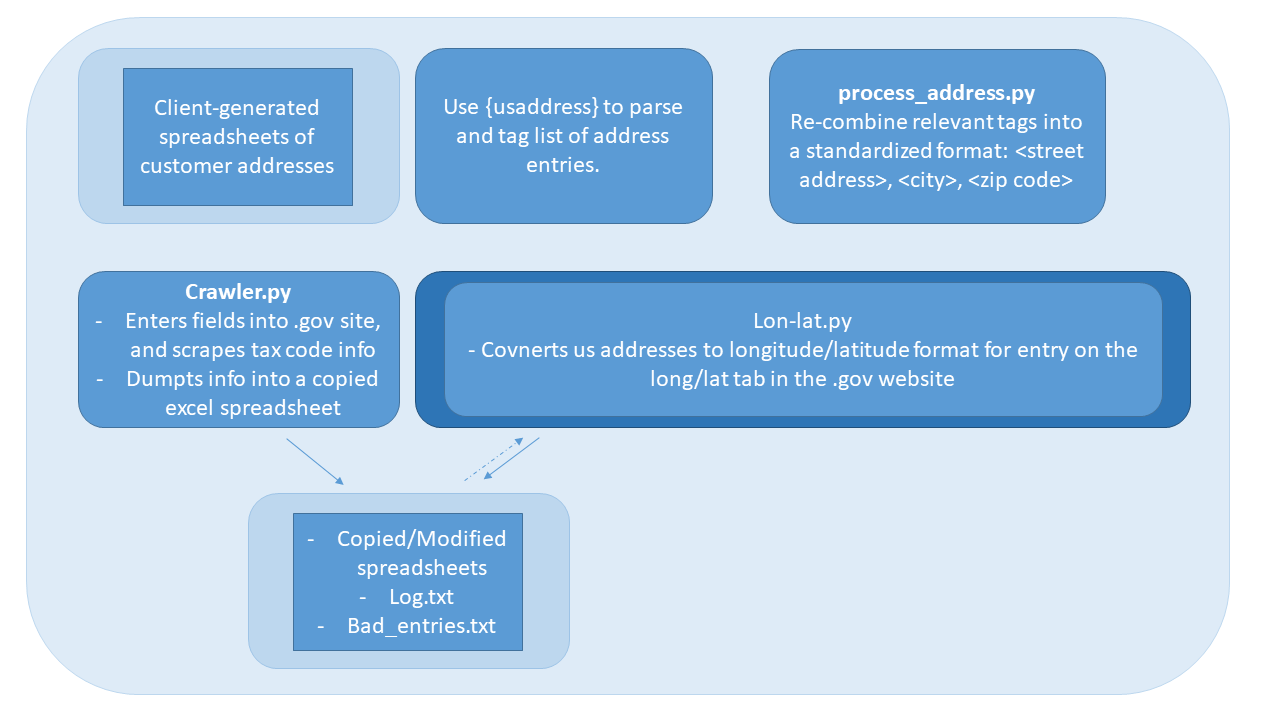 Client-generated
spreadsheets of
customer addresses
Use {usaddress} to parse
and tag list of address
entries.
process_address.py
Re-combine relevant tags into
a standardized format: <street
address>, <city>, <zip code>
Crawler.py
- Enters fields into .gov site,
and scrapes tax code info
- Dumpts info into a copied
excel spreadsheet
Lon-lat.py
- Covnerts us addresses to longitude/latitude format for entry on the
long/lat tab in the .gov website
- Copied/Modified
spreadsheets
- Log.txt
- Bad_entries.txt